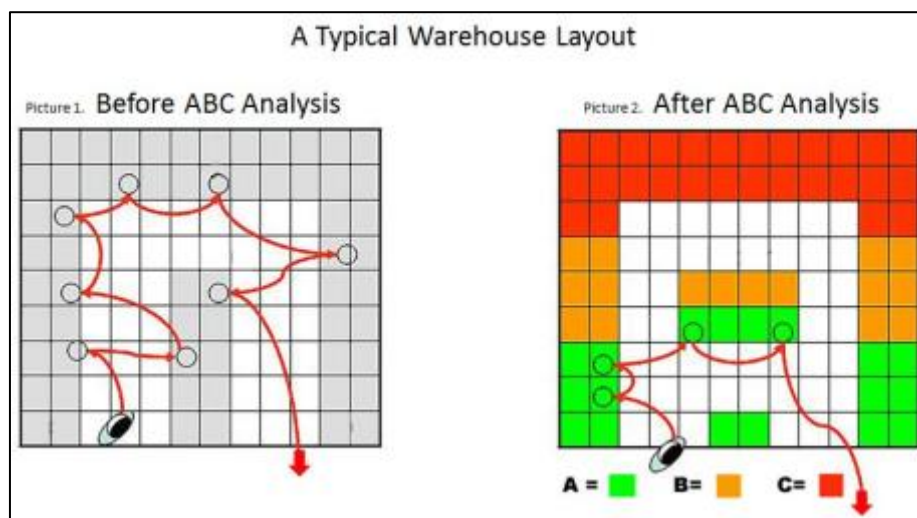 A Typical Warehouse Layout
Picture 1. Before ABC Analysis
Picture 2. After ABC Analysis
A = B= C=